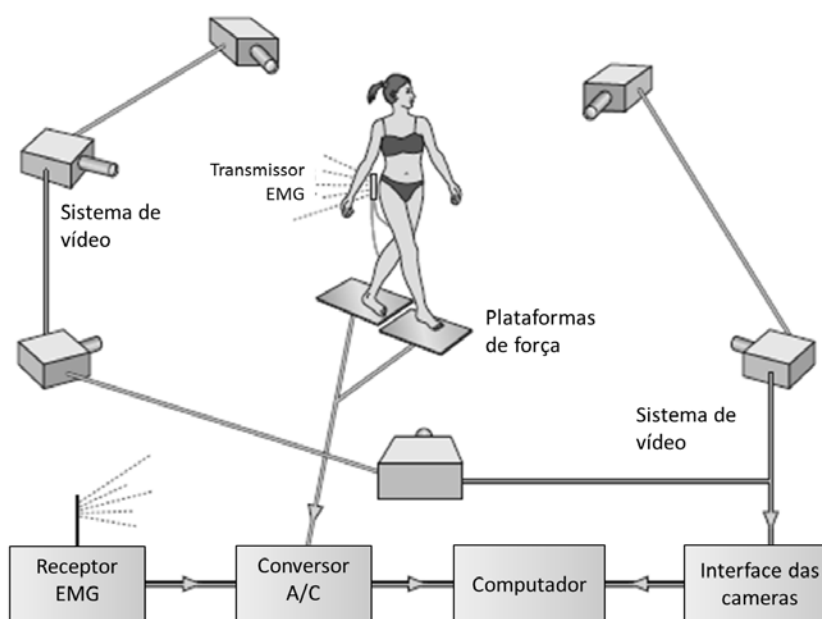 Transmissor
EMG
Sistema de
vídeo
Plataformas
de força
Sistema de
vídeo
Receptor
EMG
Conversor
A/C
Computador
Interface das
cameras